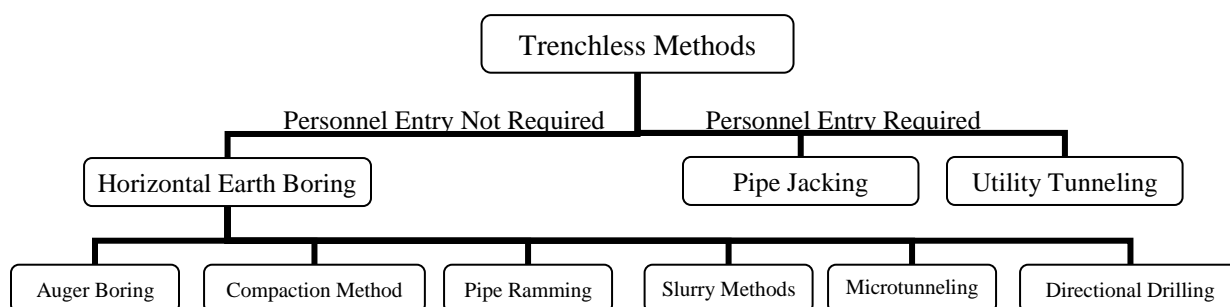 Trenchless Methods
Personnel Entry Not Required
Personnel Entry Required
Horizontal Earth Boring
Pipe Jacking
Utility Tunneling
Auger Boring
Compaction Method
Pipe Ramming
Slurry Methods
Microtunneling
Directional Drilling